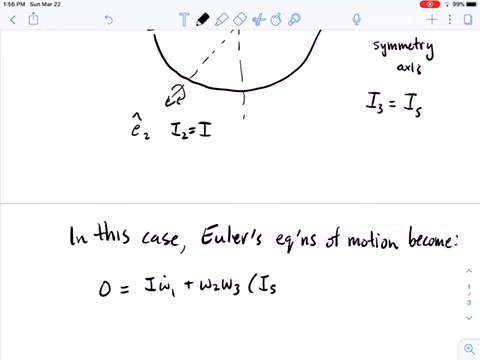 1:56 PM Sun Mar 22
99%
symmetry
axis
I₃ = Iₛ
ê₂ I₂ = I
1
3
In this case, Euler's eq'ns of motion become:
0 = Iω̇₁ + ω₂ω₃ (Iₛ